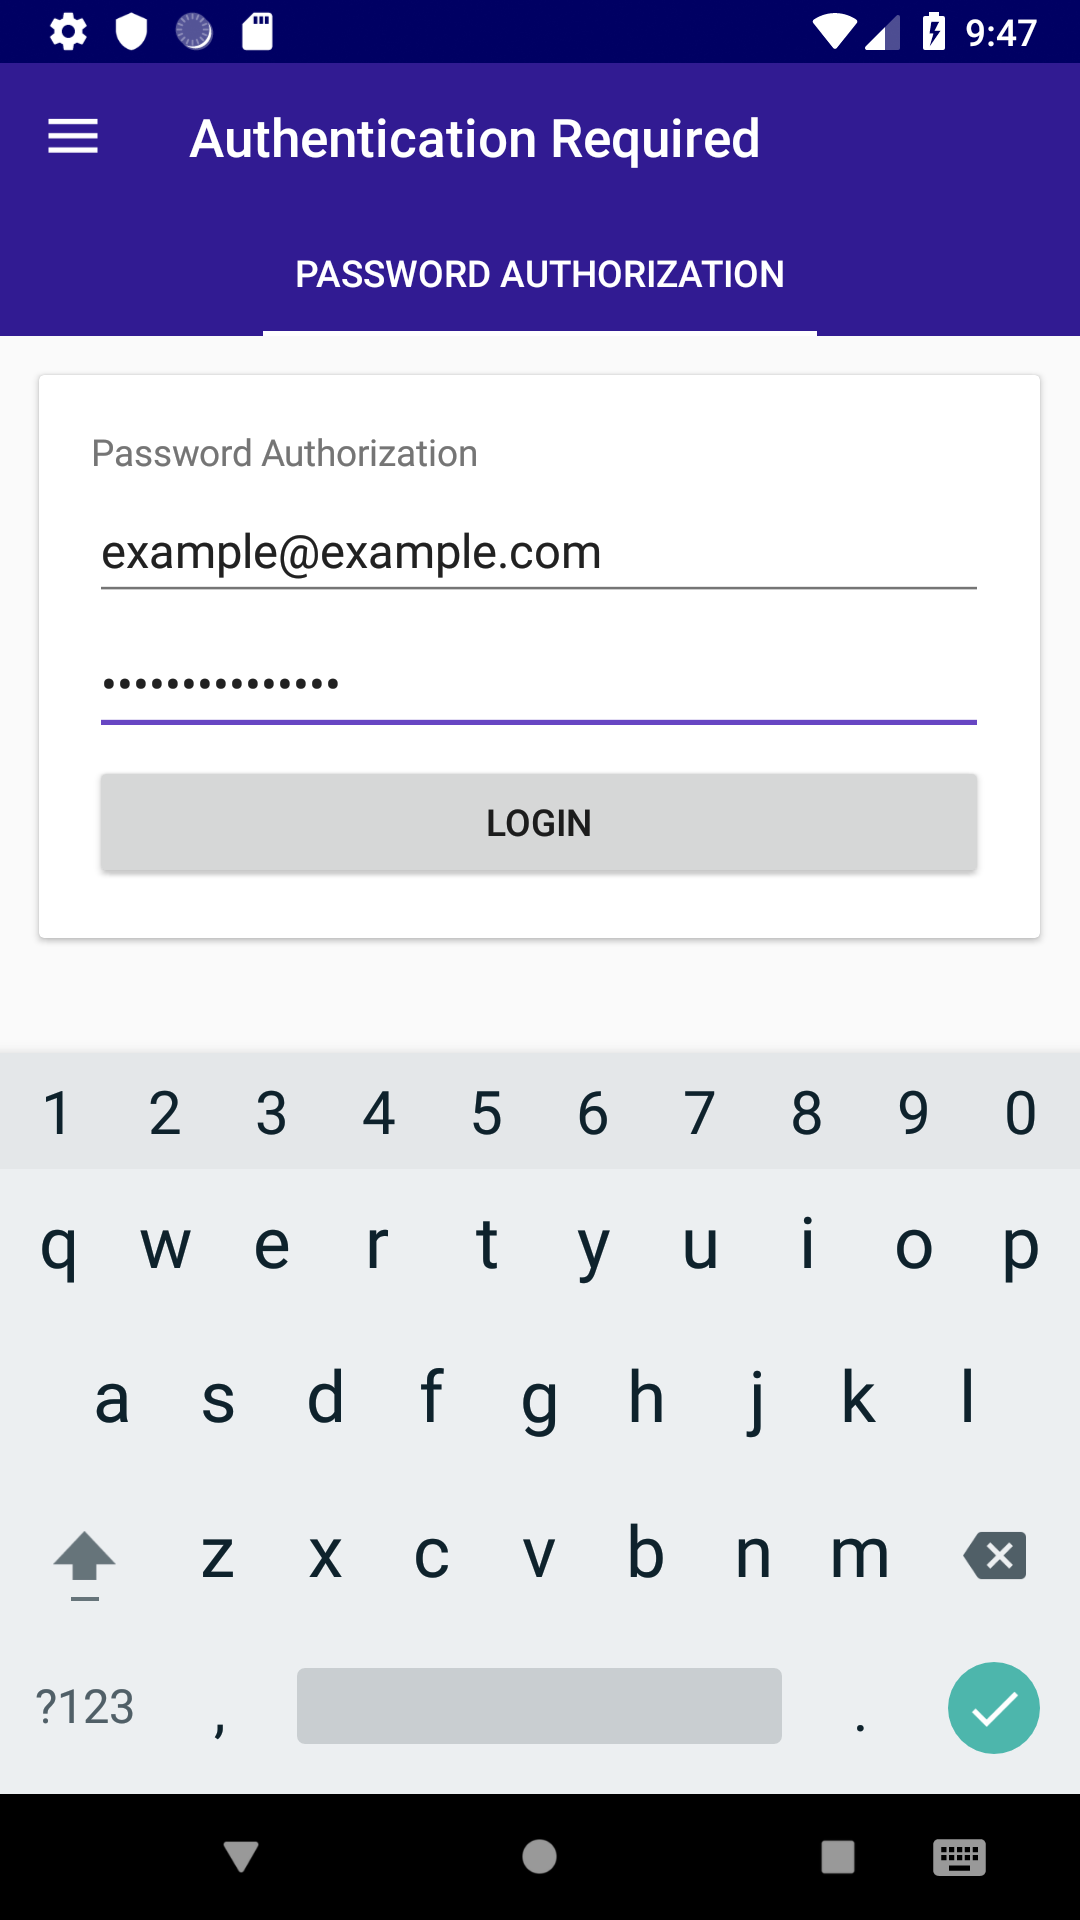 9:47
Authentication Required
PASSWORD AUTHORIZATION
Password Authorization
example@example.com
•••••••••••••••
LOGIN
1 2 3 4 5 6 7 8 9 0
q w e r t y u i o p
a s d f g h j k l
z x c v b n m
?123 , .